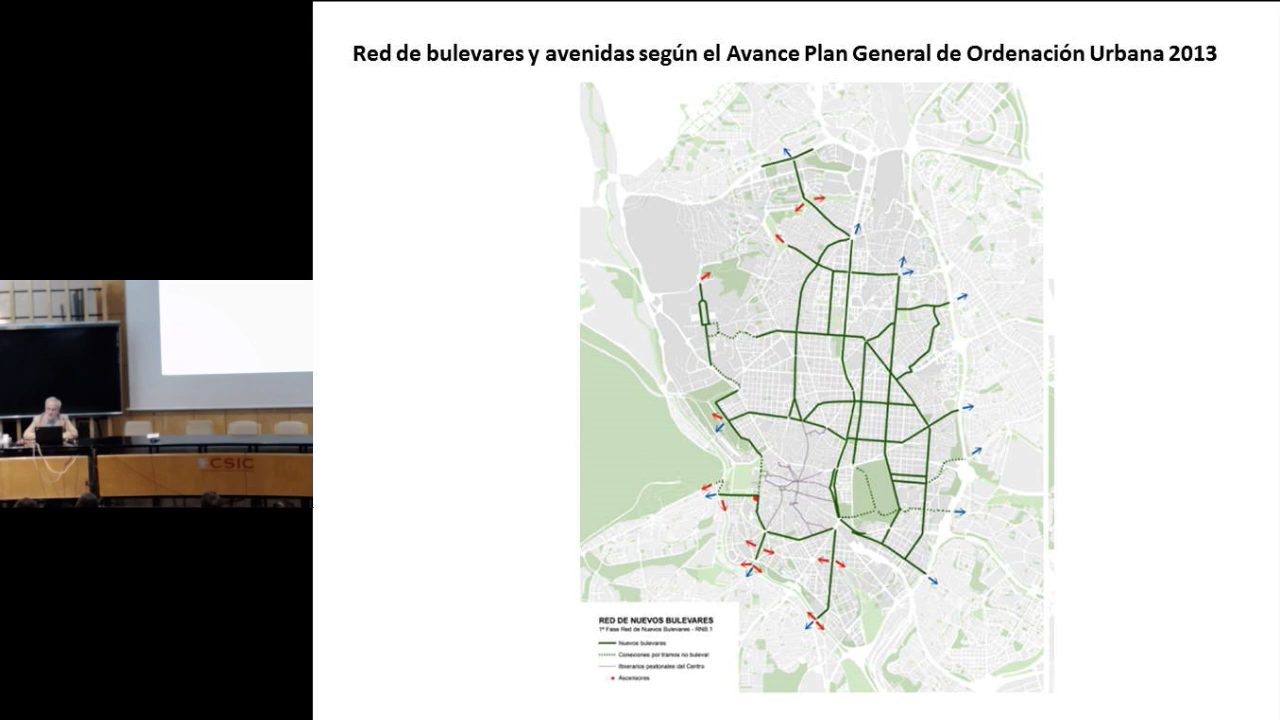 Red de bulevares y avenidas según el Avance Plan General de Ordenación Urbana 2013
RED DE NUEVOS BULEVARES
1ª Fase Red de Nuevos Bulevares - RNB.1
Nuevos bulevares
Conexiones por tramos no bulevar
Itinerarios peatonales del Centro
Ascensores
CSIC